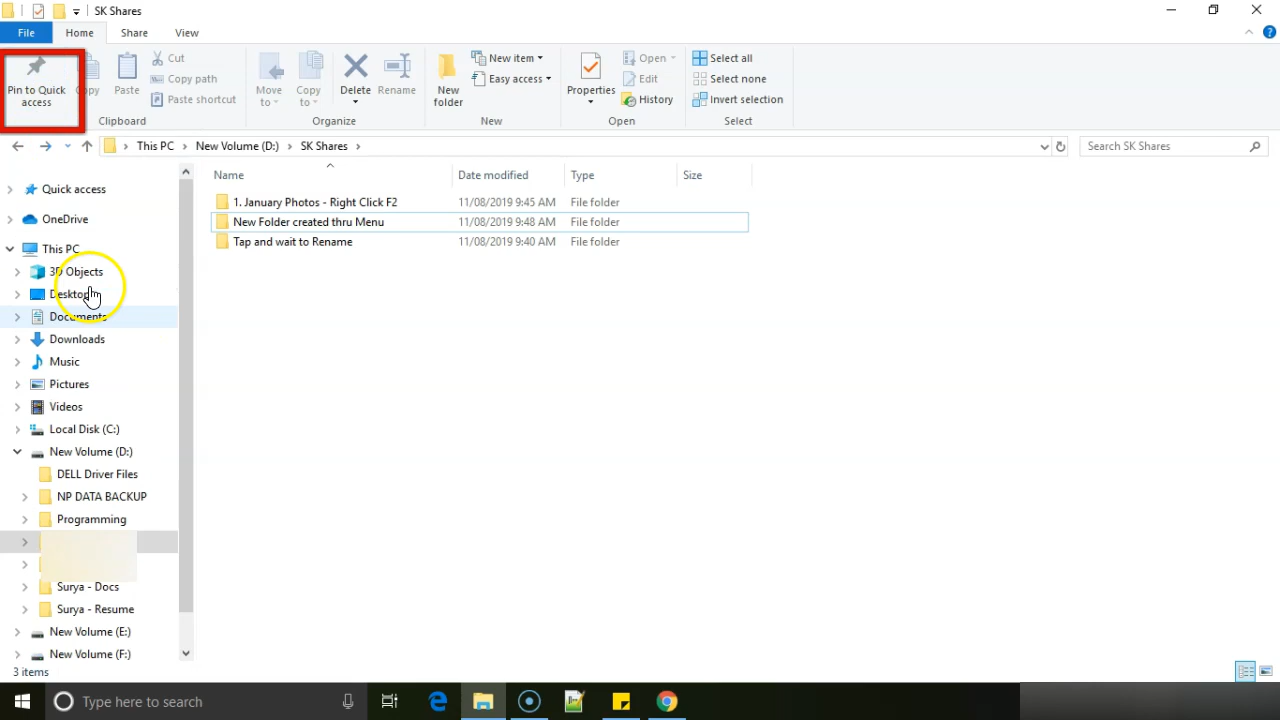 SK Shares
File Home Share View
Pin to Quick access
Copy
Paste
Cut
Copy path
Paste shortcut
Clipboard
Move to
Copy to
Delete
Rename
Organize
New folder
New item
Easy access
New
Properties
Open
Edit
History
Open
Select all
Select none
Invert selection
Select
This PC > New Volume (D:) > SK Shares >
Search SK Shares
Name Date modified Type Size
1. January Photos - Right Click F2 11/08/2019 9:45 AM File folder
New Folder created thru Menu 11/08/2019 9:48 AM File folder
Tap and wait to Rename 11/08/2019 9:40 AM File folder
Quick access
OneDrive
This PC
3D Objects
Desktop
Documents
Downloads
Music
Pictures
Videos
Local Disk (C:)
New Volume (D:)
DELL Driver Files
NP DATA BACKUP
Programming
Surya - Docs
Surya - Resume
New Volume (E:)
New Volume (F:)
3 items
Type here to search